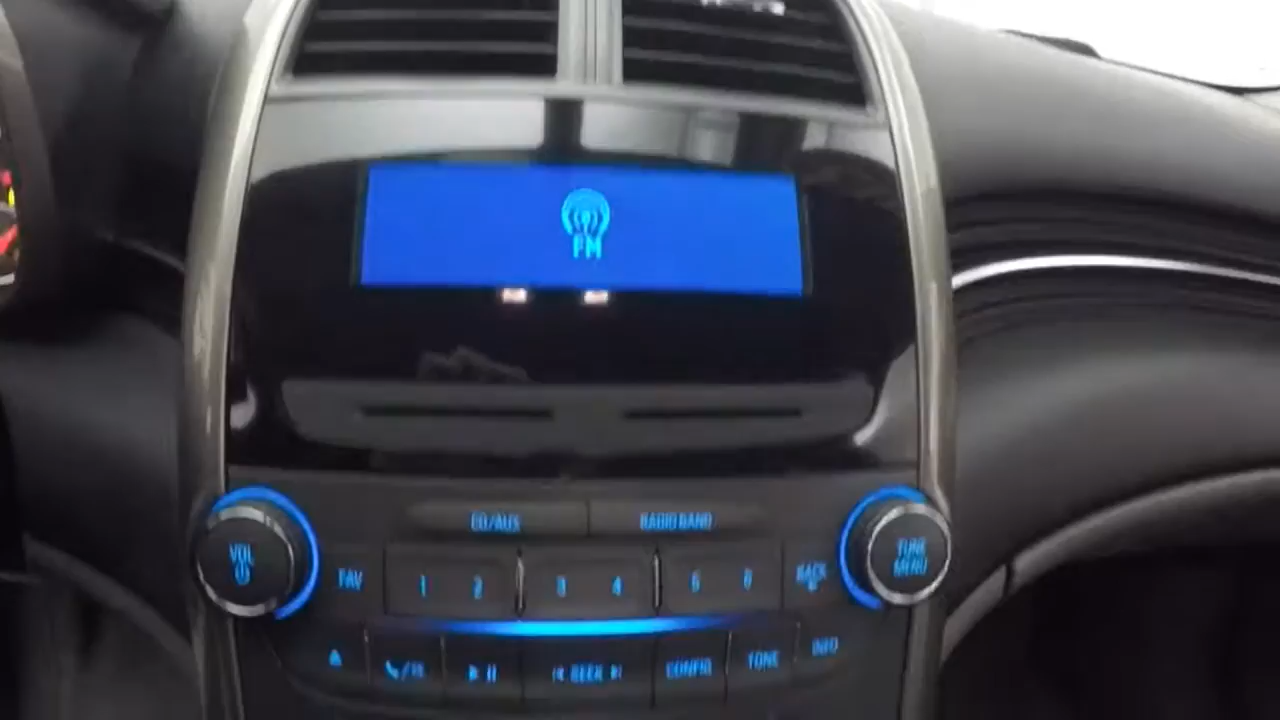 FM
CD/AUX RADIO BAND
VOL TUNE
MENU
FAV 1 2 3 4 5 6 BACK
SEEK CONFIG TONE INFO